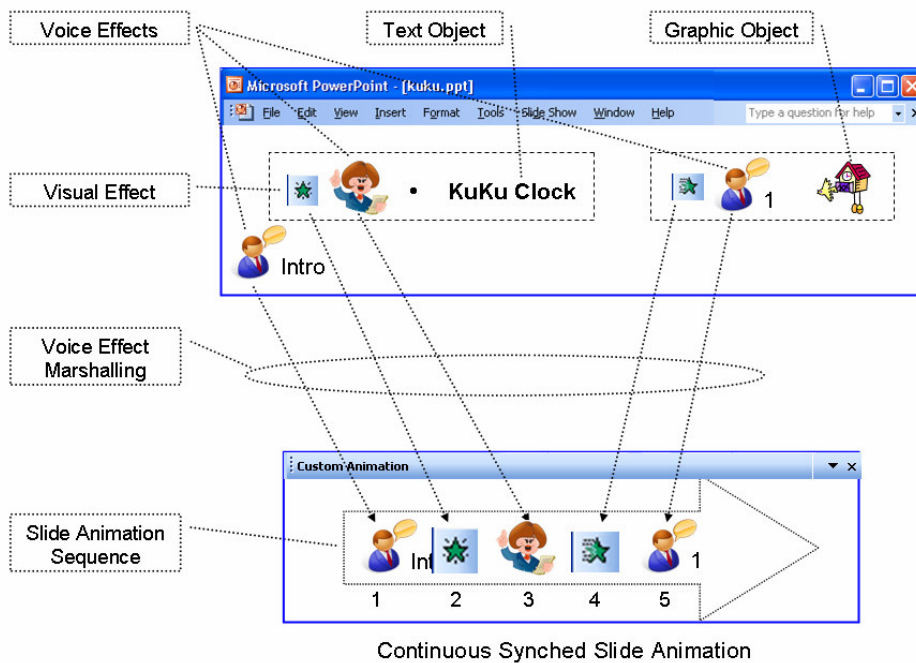 Voice Effects
Text Object
Graphic Object
Microsoft PowerPoint - [kuku.ppt]
File Edit View Insert Format Tools Slide Show Window Help Type a question for help
Visual Effect
• KuKu Clock
1
Intro
Voice Effect
Marshalling
Custom Animation
Slide Animation
Sequence
Int
1
1 2 3 4 5
Continuous Synched Slide Animation